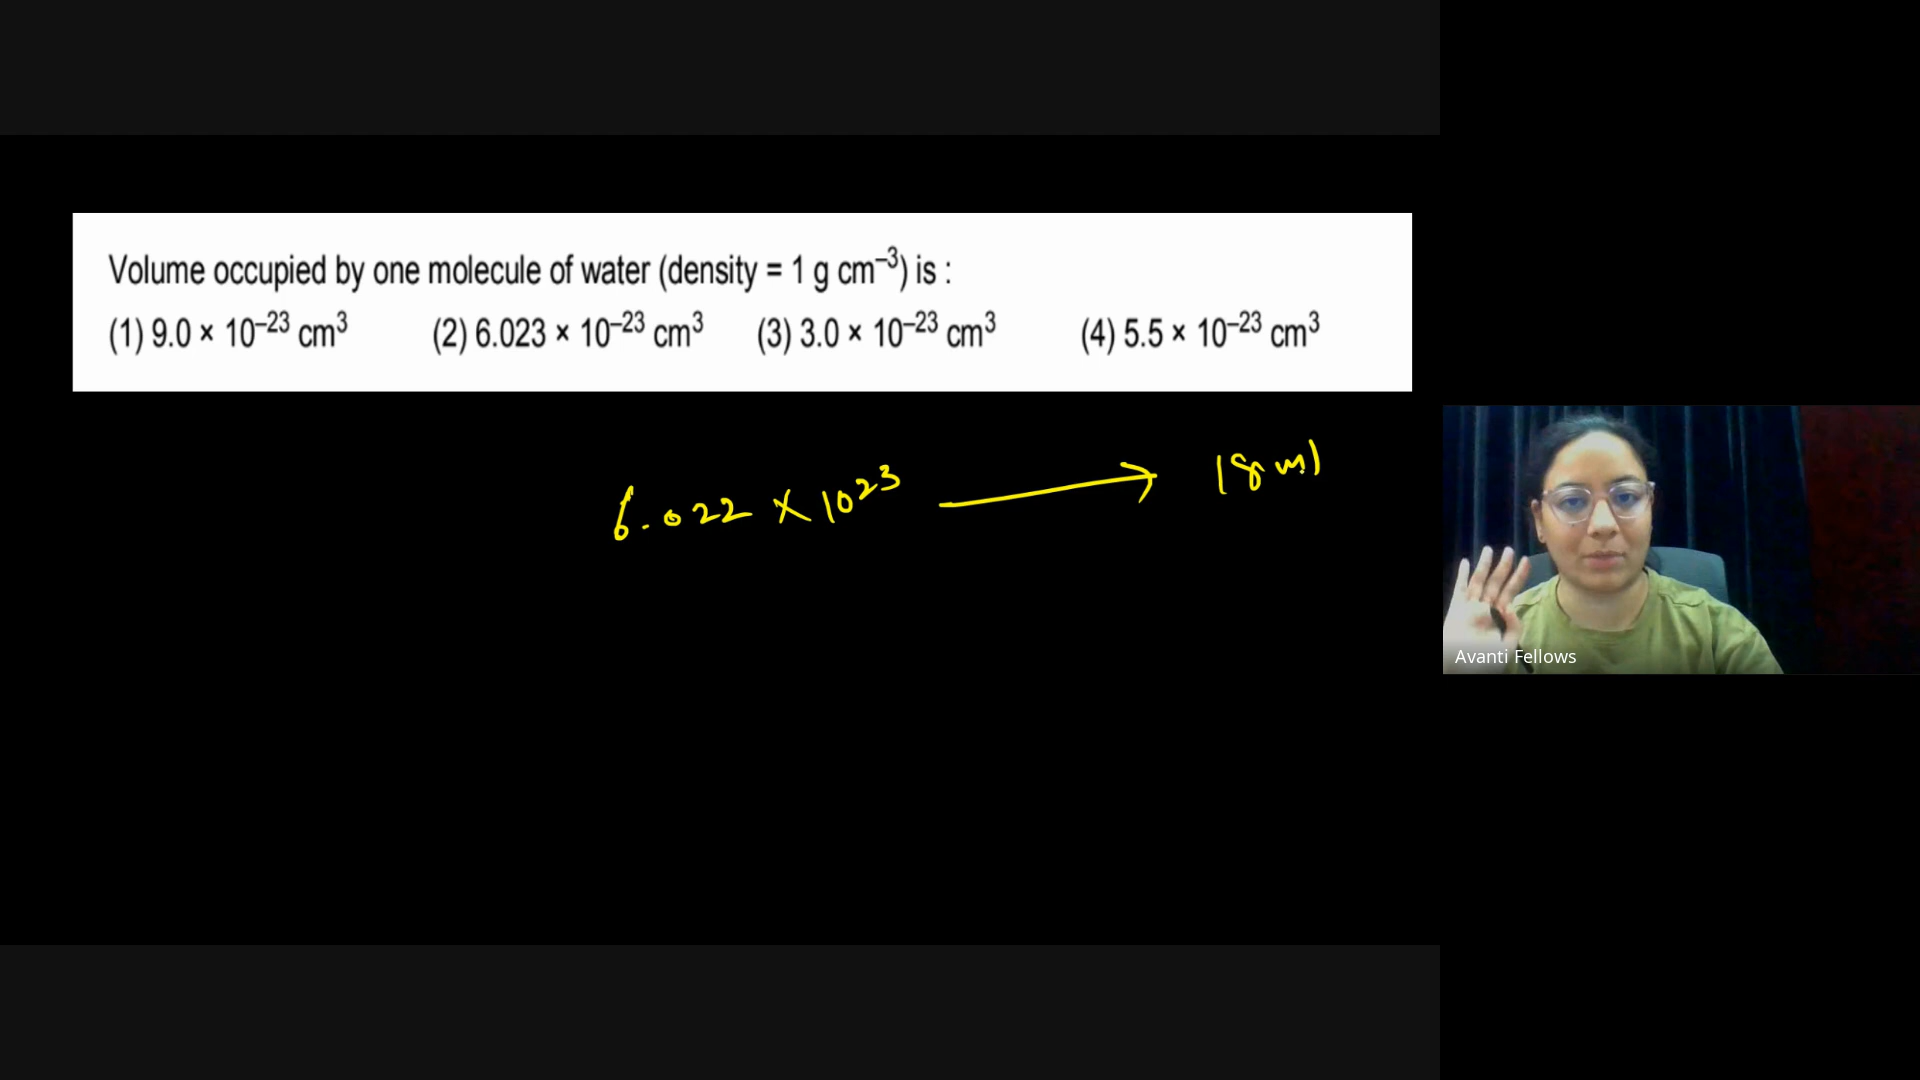 Volume occupied by one molecule of water (density = 1 g cm⁻³) is :
(1) 9.0 × 10⁻²³ cm³ (2) 6.023 × 10⁻²³ cm³ (3) 3.0 × 10⁻²³ cm³ (4) 5.5 × 10⁻²³ cm³
6.022 × 10²³ → 18 ml
Avanti Fellows